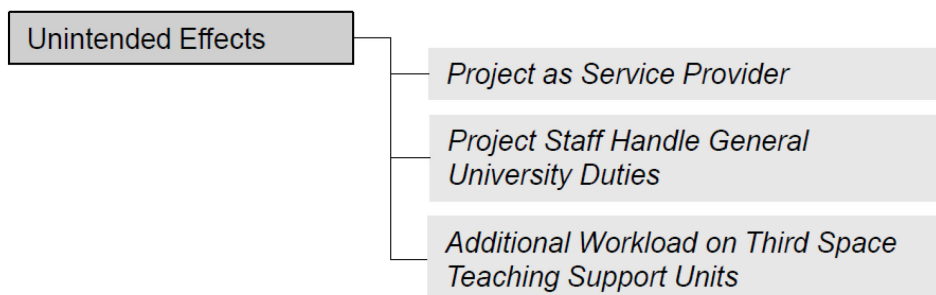 Unintended Effects
Project as Service Provider
Project Staff Handle General
University Duties
Additional Workload on Third Space
Teaching Support Units